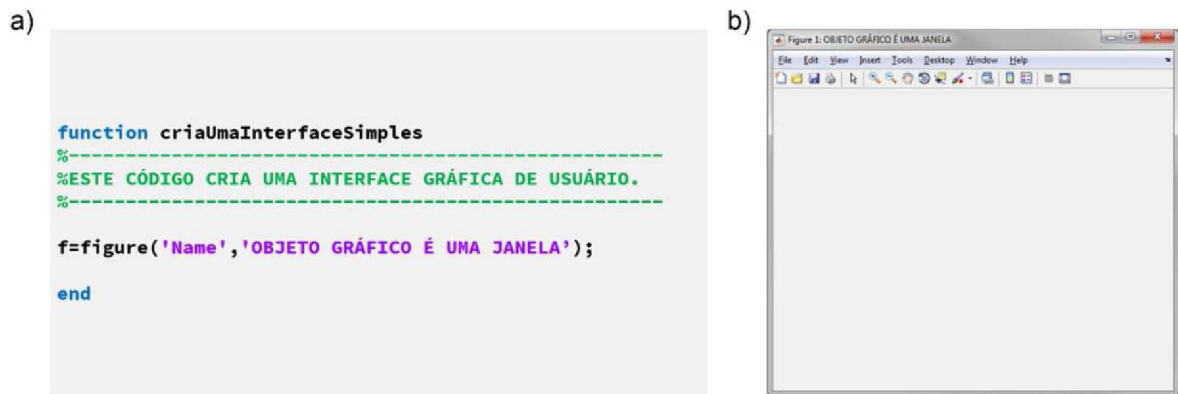 a)
function criaUmaInterfaceSimples
%-----------------------------------------------------
%ESTE CÓDIGO CRIA UMA INTERFACE GRÁFICA DE USUÁRIO.
%-----------------------------------------------------
f=figure('Name','OBJETO GRÁFICO É UMA JANELA’);
end
b)
Figure 1: OBJETO GRÁFICO É UMA JANELA
File Edit View Insert Tools Desktop Window Help